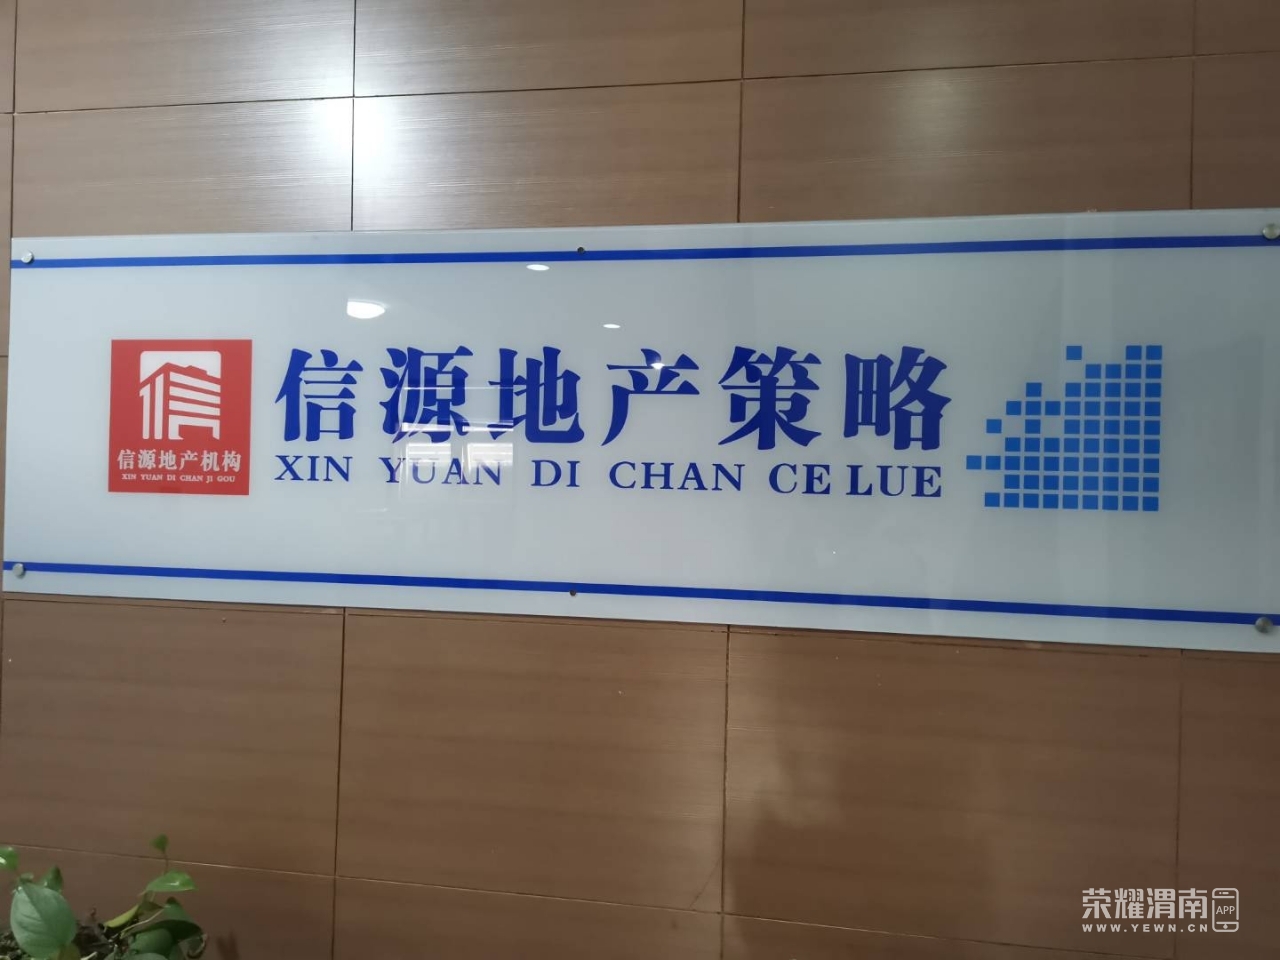 信源地产策略
XIN YUAN DI CHAN CE LUE
信源地产机构
XIN YUAN DI CHAN JI GOU
荣耀渭南 APP
WWW.YEWN.CN